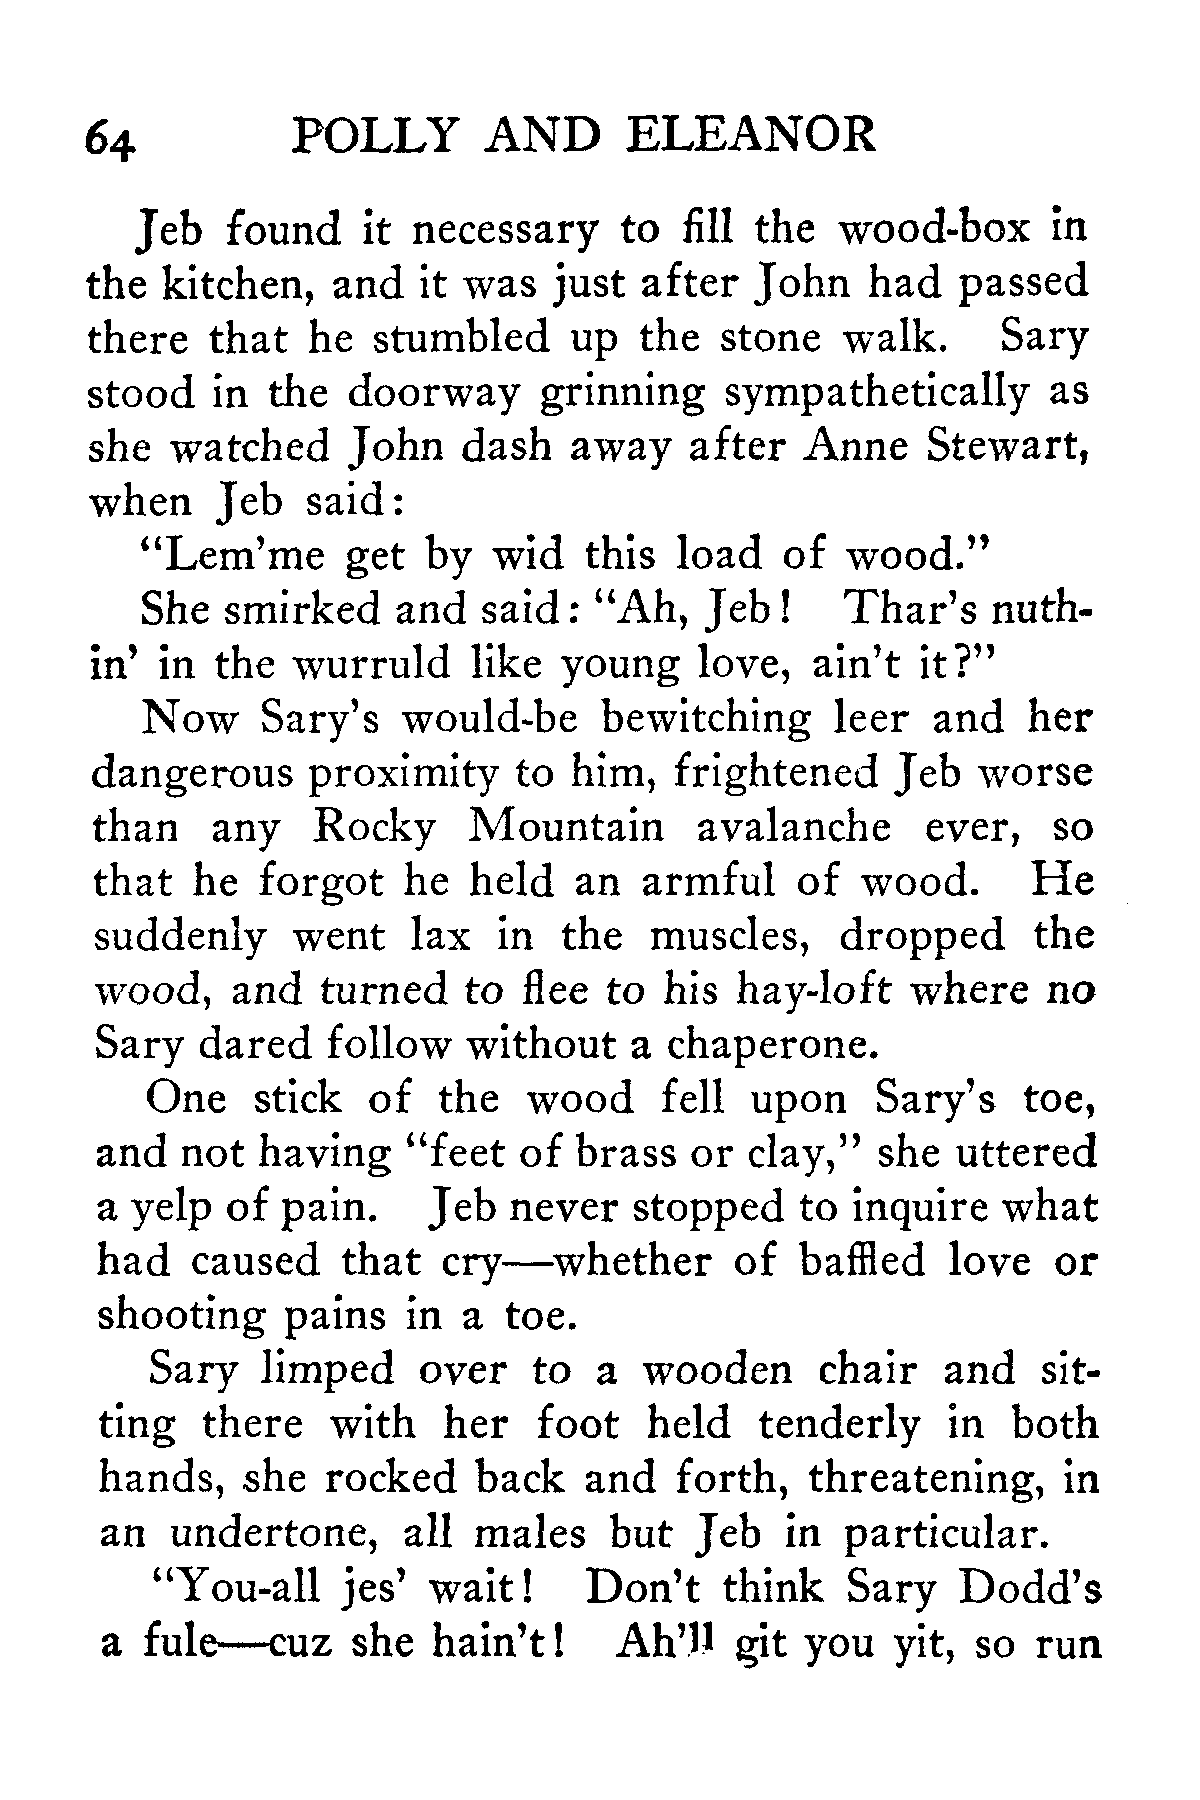 64 POLLY AND ELEANOR
Jeb found it necessary to fill the wood-box in
the kitchen, and it was just after John had passed
there that he stumbled up the stone walk. Sary
stood in the doorway grinning sympathetically as
she watched John dash away after Anne Stewart,
when Jeb said:
“Lem’me get by wid this load of wood.”
She smirked and said: “Ah, Jeb! Thar’s nuth-
in’ in the wurruld like young love, ain’t it?”
Now Sary’s would-be bewitching leer and her
dangerous proximity to him, frightened Jeb worse
than any Rocky Mountain avalanche ever, so
that he forgot he held an armful of wood. He
suddenly went lax in the muscles, dropped the
wood, and turned to flee to his hay-loft where no
Sary dared follow without a chaperone.
One stick of the wood fell upon Sary’s toe,
and not having “feet of brass or clay,” she uttered
a yelp of pain. Jeb never stopped to inquire what
had caused that cry—whether of baffled love or
shooting pains in a toe.
Sary limped over to a wooden chair and sit-
ting there with her foot held tenderly in both
hands, she rocked back and forth, threatening, in
an undertone, all males but Jeb in particular.
“You-all jes’ wait! Don’t think Sary Dodd’s
a fule—cuz she hain’t! Ah’ll git you yit, so run